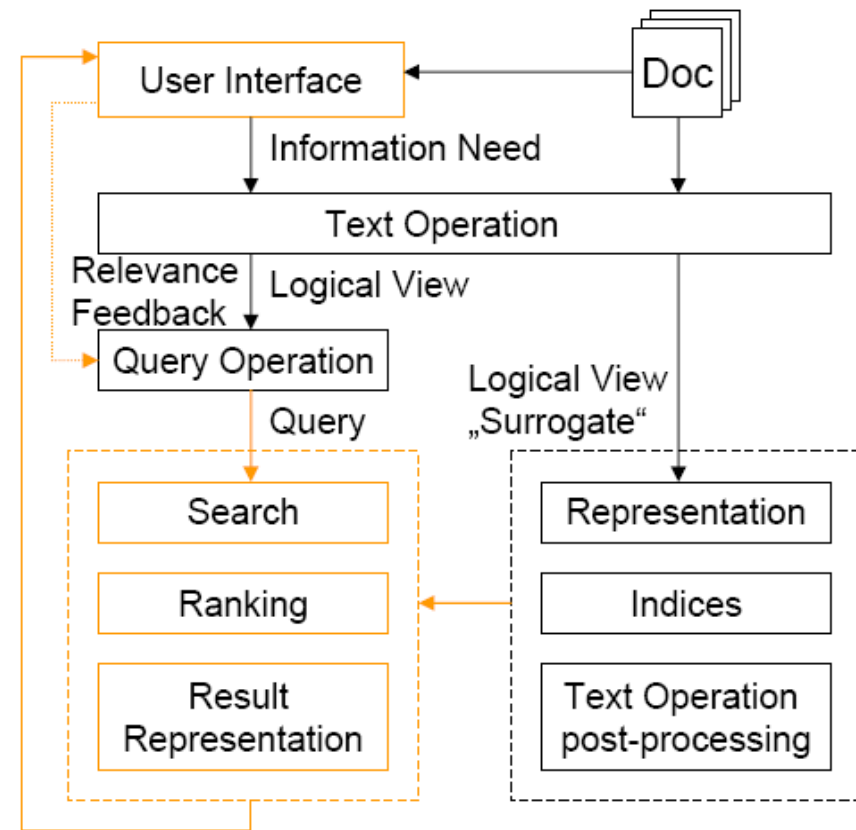 User Interface
Doc
Information Need
Text Operation
Relevance
Feedback
Logical View
Query Operation
Query
Logical View
„Surrogate“
Search
Ranking
Result
Representation
Representation
Indices
Text Operation
post-processing